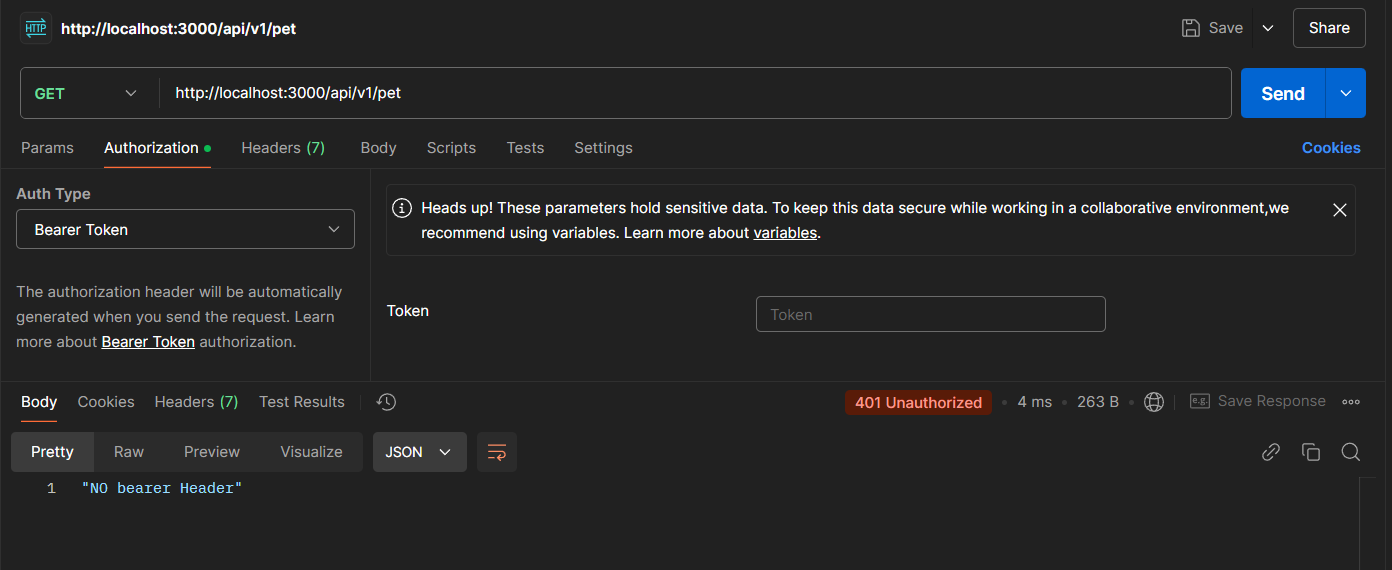 HTTP http://localhost:3000/api/v1/pet Save Share
GET http://localhost:3000/api/v1/pet Send
Params Authorization Headers (7) Body Scripts Tests Settings Cookies
Auth Type
Bearer Token
The authorization header will be automatically
generated when you send the request. Learn
more about Bearer Token authorization.
Heads up! These parameters hold sensitive data. To keep this data secure while working in a collaborative environment,we
recommend using variables. Learn more about variables.
Token Token
Body Cookies Headers (7) Test Results 401 Unauthorized 4 ms 263 B e.g. Save Response
Pretty Raw Preview Visualize JSON
1 "NO bearer Header"